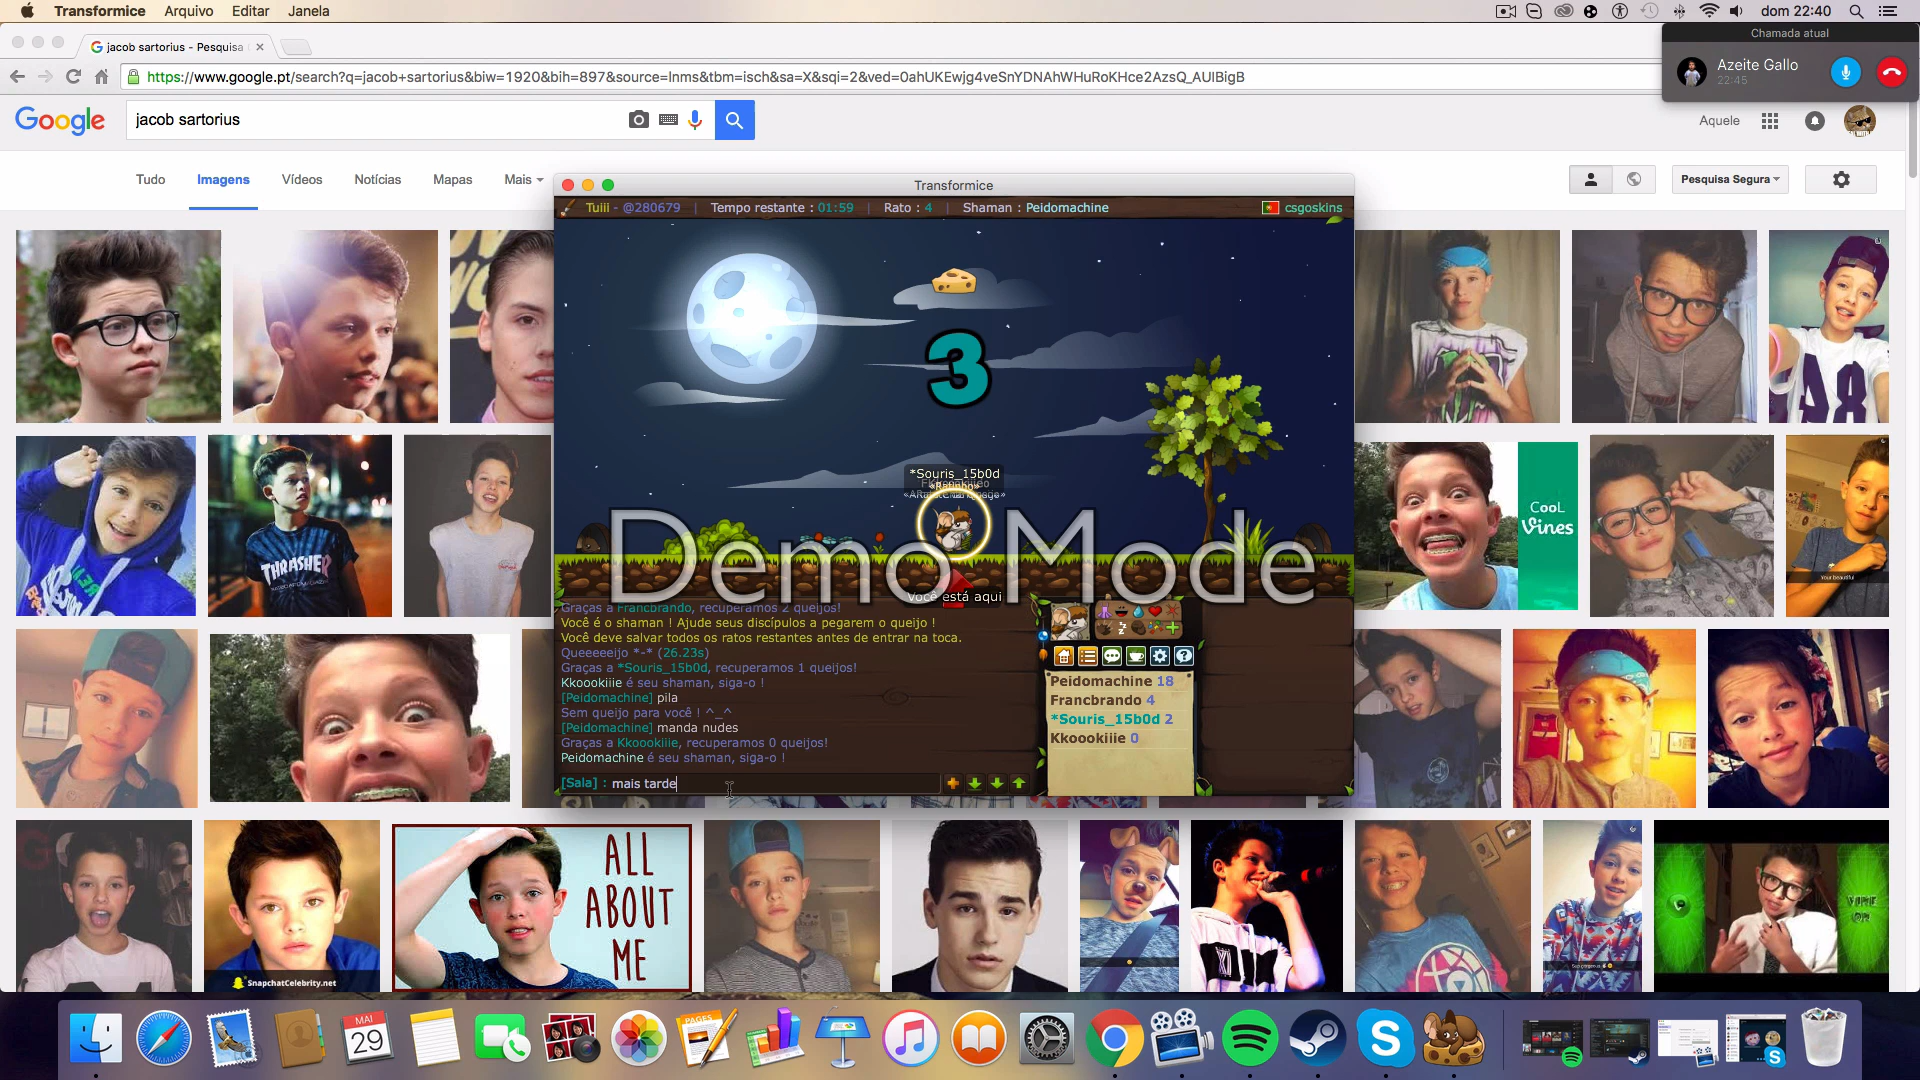 Transformice Arquivo Editar Janela
dom 22:40
jacob sartorius - Pesquisa
Chamada atual
https://www.google.pt/search?q=jacob+sartorius&biw=1920&bih=897&source=lnms&tbm=isch&sa=X&sqi=2&ved=0ahUKEwjg4veSnYDNAhWHuRoKHce2AzsQ_AUIBigB
Azeite Gallo
22:45
Google
jacob sartorius
Aquele
Tudo Imagens Vídeos Notícias Mapas Mais
Pesquisa Segura
Transformice
Tuiii - @280679 | Tempo restante : 01:59 | Rato : 4 | Shaman : Peidomachine
csgoskins
3
*Souris_15b0d
Demo Mode
Você está aqui
Graças a Francbrando, recuperamos 2 queijos!
Você é o shaman ! Ajude seus discípulos a pegarem o queijo !
Você deve salvar todos os ratos restantes antes de entrar na toca.
Queeeeeijo *-* (26.23s)
Graças a *Souris_15b0d, recuperamos 1 queijos!
Kkoookiiie é seu shaman, siga-o !
[Peidomachine] pila
Sem queijo para você ! ^_^
[Peidomachine] manda nudes
Graças a Kkoookiiie, recuperamos 0 queijos!
Peidomachine é seu shaman, siga-o !
[Sala] : mais tarde
Peidomachine 18
Francbrando 4
*Souris_15b0d 2
Kkoookiiie 0
THRASHER
CooL
Vines
Your beautiful
SnapchatCelebrity.net
ALL
ABOUT
ME
VINE
MAI
29
PAGES